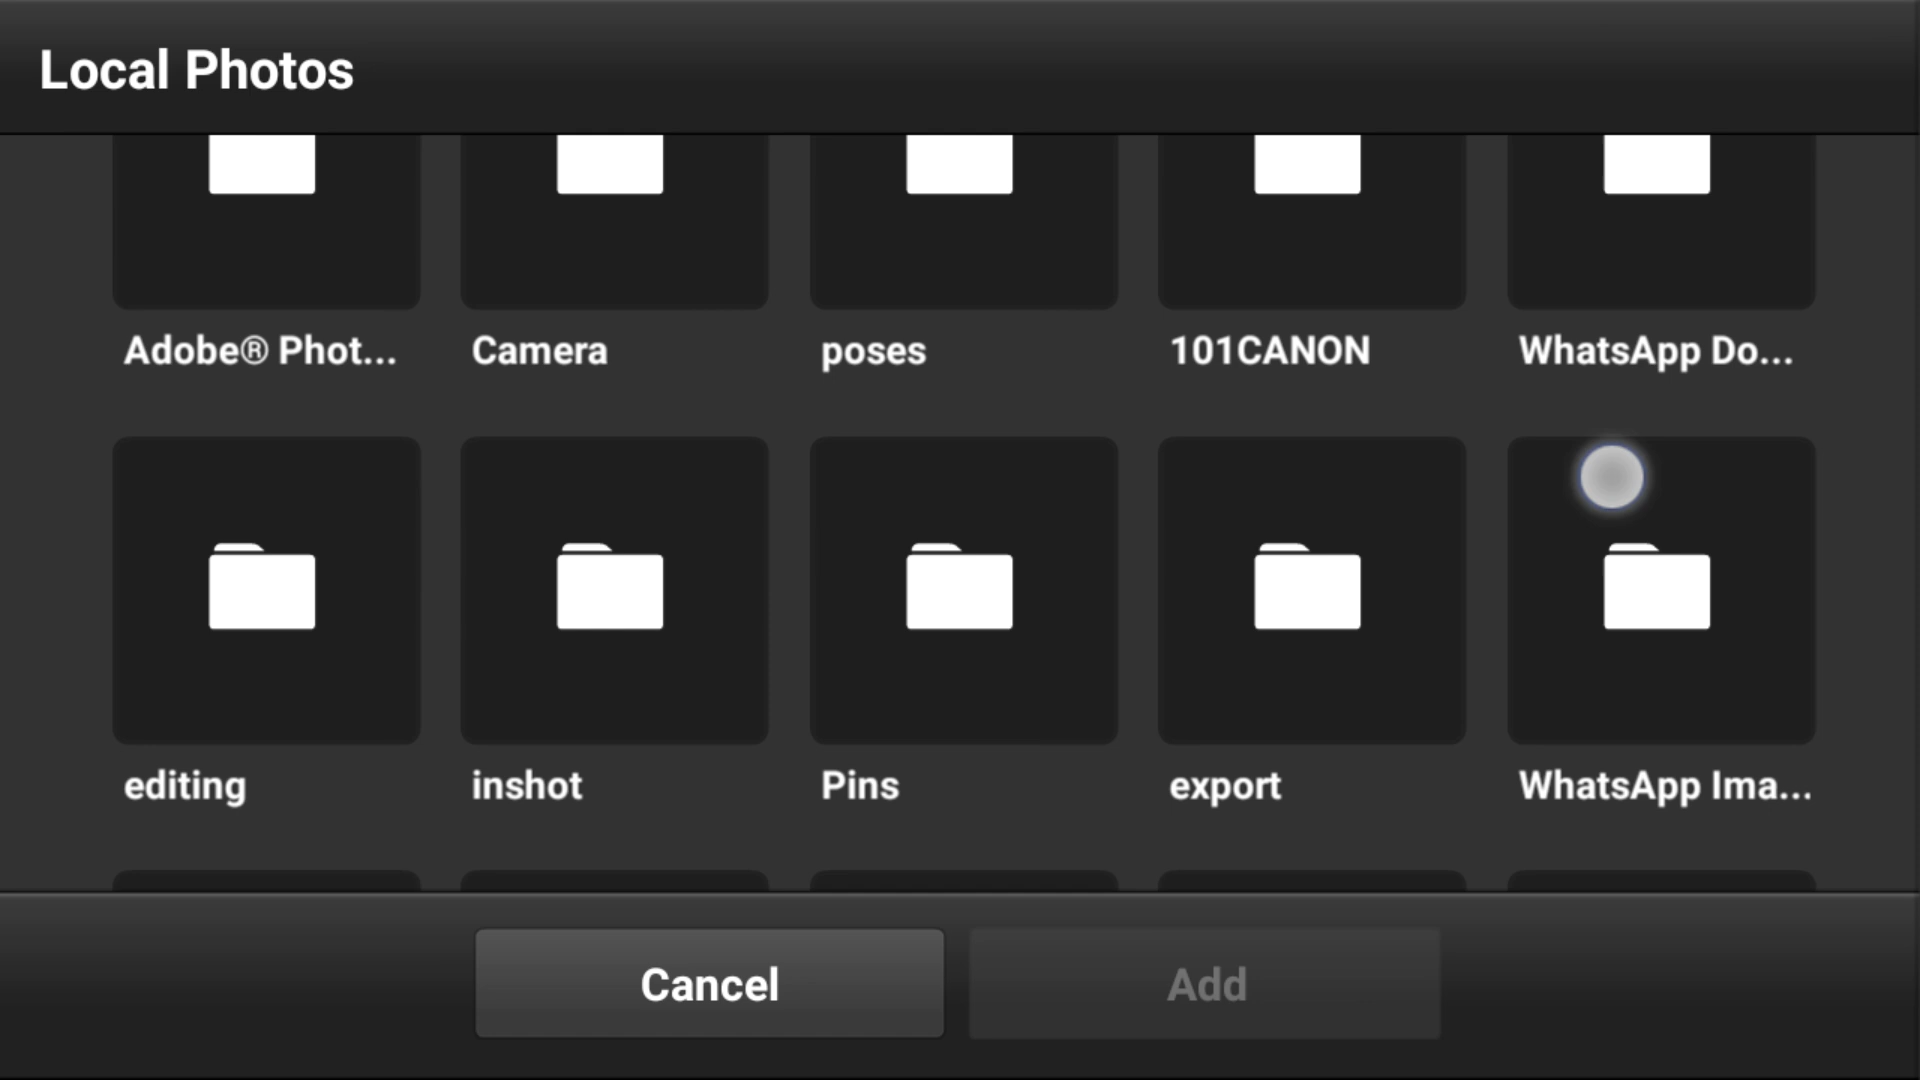 Local Photos
Adobe® Phot...
Camera
poses
101CANON
WhatsApp Do...
editing
inshot
Pins
export
WhatsApp Ima...
Cancel
Add